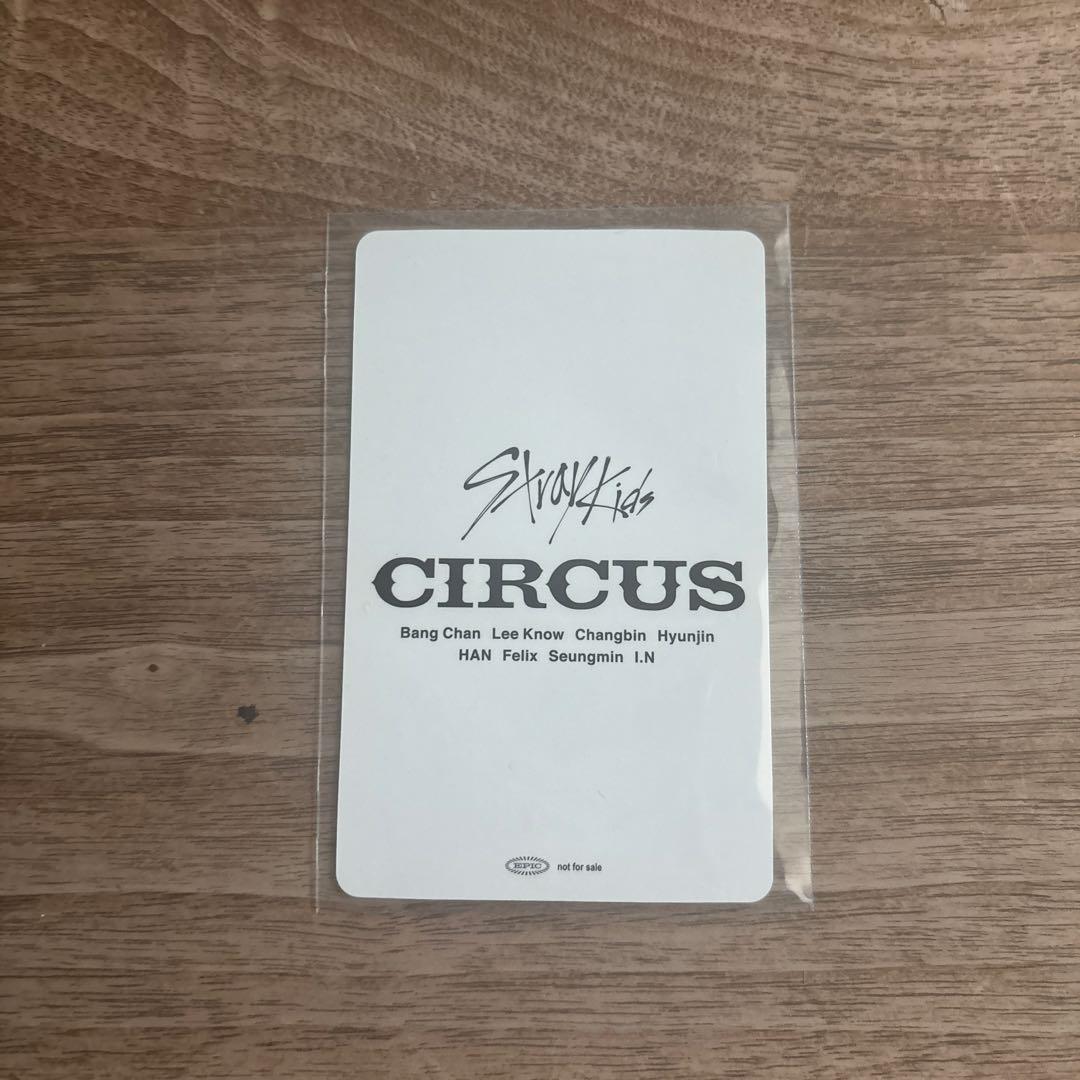 Stray Kids
CIRCUS
Bang Chan Lee Know Changbin Hyunjin
HAN Felix Seungmin I.N
EPIC not for sale